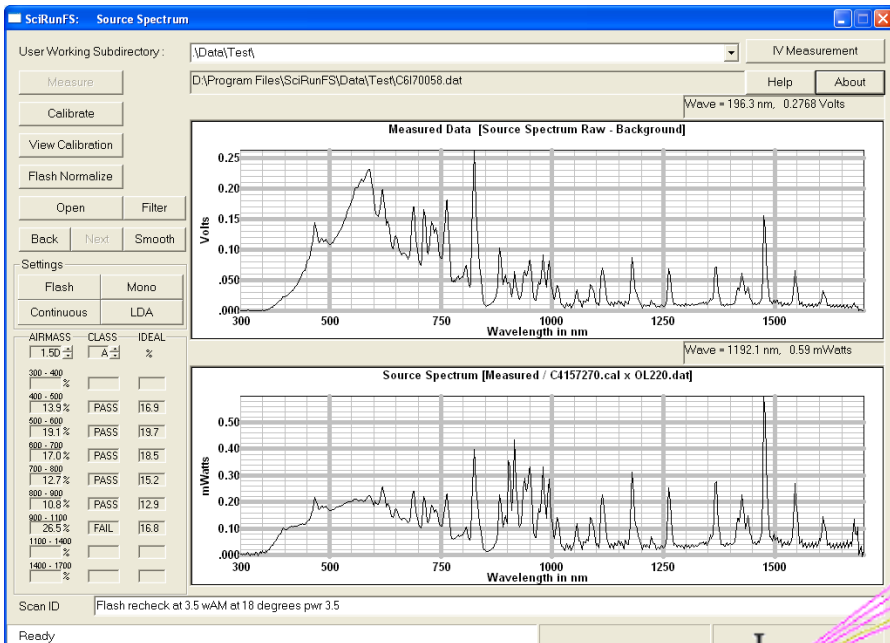 SciRunFS: Source Spectrum
User Working Subdirectory : .\Data\Test\ IV Measurement
Measure D:\Program Files\SciRunFS\Data\Test\C6I70058.dat Help About
Wave = 196.3 nm, 0.2768 Volts
Calibrate
View Calibration
Flash Normalize
Open Filter
Back Next Smooth
Settings
Flash Mono
Continuous LDA
Measured Data [Source Spectrum Raw - Background]
Volts
0.25
0.20
0.15
0.10
.050
.000
300 500 750 1000 1250 1500
Wavelength in nm
Wave = 1192.1 nm, 0.59 mWatts
AIRMASS CLASS IDEAL
1.5D A %
300 - 400
%
400 - 500
13.9 % PASS 16.9
500 - 600
19.1 % PASS 19.7
600 - 700
17.0 % PASS 18.5
700 - 800
12.7 % PASS 15.2
800 - 900
10.8 % PASS 12.9
900 - 1100
26.5 % FAIL 16.8
1100 - 1400
%
1400 - 1700
%
Source Spectrum [Measured / C4157270.cal x OL220.dat]
mWatts
0.50
0.40
0.30
0.20
0.10
.000
300 500 750 1000 1250 1500
Wavelength in nm
Scan ID Flash recheck at 3.5 wAM at 18 degrees pwr 3.5
Ready